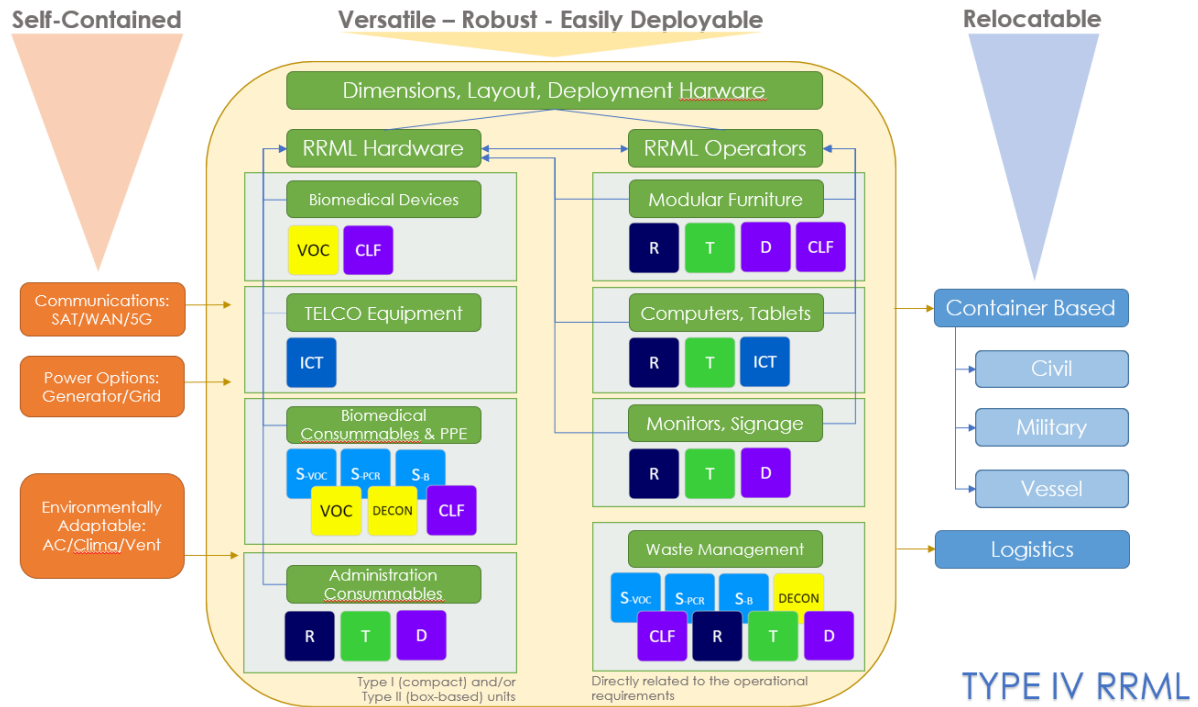 Self-Contained
Versatile – Robust - Easily Deployable
Relocatable
Dimensions, Layout, Deployment Harware
RRML Hardware
RRML Operators
Biomedical Devices
VOC
CLF
Modular Furniture
R
T
D
CLF
Communications:
SAT/WAN/5G
TELCO Equipment
ICT
Computers, Tablets
R
T
ICT
Container Based
Civil
Military
Vessel
Power Options:
Generator/Grid
Biomedical
Consummables & PPE
S-VOC
S-PCR
S-B
VOC
DECON
CLF
Monitors, Signage
R
T
D
Environmentally
Adaptable:
AC/Clima/Vent
Administration
Consummables
R
T
D
Waste Management
S-VOC
S-PCR
S-B
DECON
CLF
R
T
D
Logistics
Type I (compact) and/or
Type II (box-based) units
Directly related to the operational
requirements
TYPE IV RRML